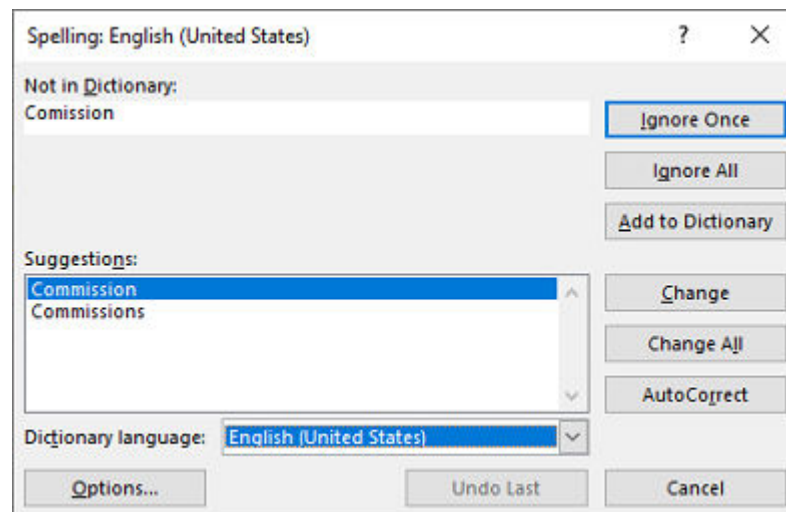 Spelling: English (United States) ?
Not in Dictionary:
Comission
Ignore Once
Ignore All
Add to Dictionary
Suggestions:
Commission
Commissions
Change
Change All
AutoCorrect
Dictionary language: English (United States)
Options... Undo Last Cancel